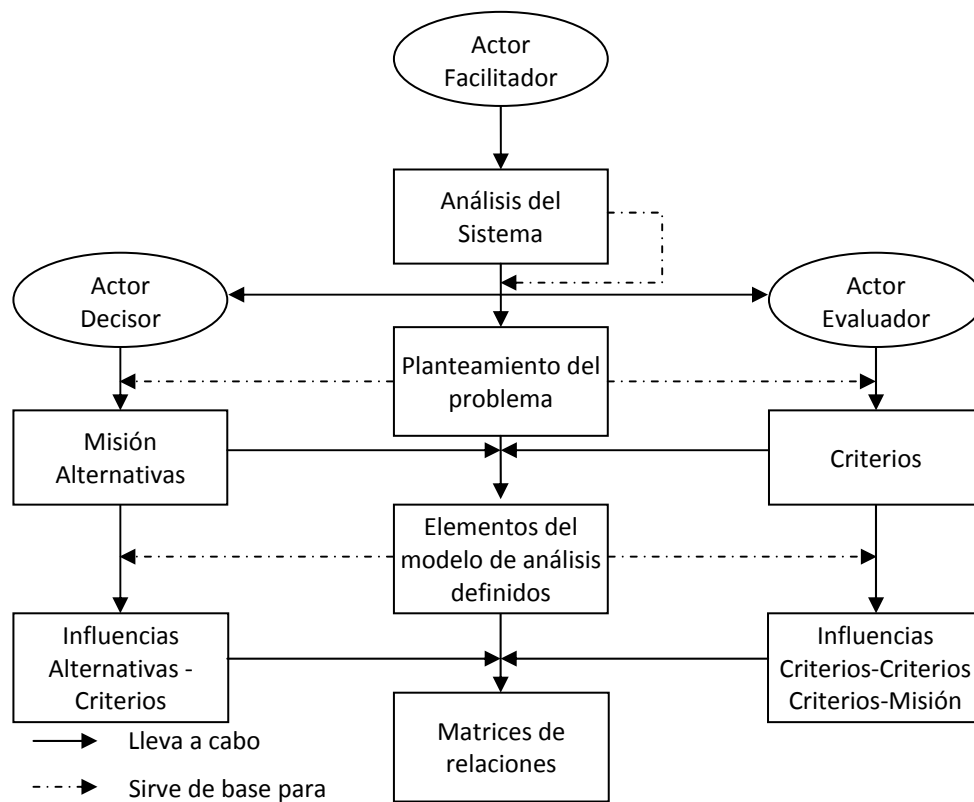 Actor
Facilitador
Análisis del
Sistema
Actor
Decisor
Actor
Evaluador
Planteamiento del
problema
Misión
Alternativas
Criterios
Elementos del
modelo de análisis
definidos
Influencias
Alternativas -
Criterios
Influencias
Criterios-Criterios
Criterios-Misión
Matrices de
relaciones
Lleva a cabo
Sirve de base para